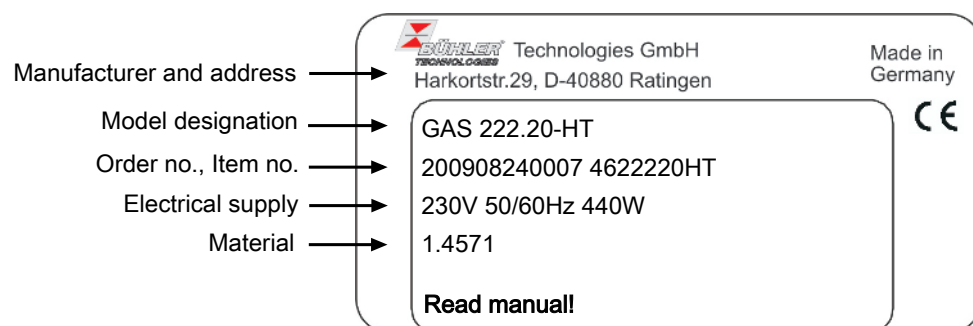 BÜHLER Technologies GmbH
TECHNOLOGIES
Made in
Germany
Manufacturer and address
Harkortstr.29, D-40880 Ratingen
CE
Model designation
GAS 222.20-HT
Order no., Item no.
200908240007 4622220HT
Electrical supply
230V 50/60Hz 440W
Material
1.4571
Read manual!